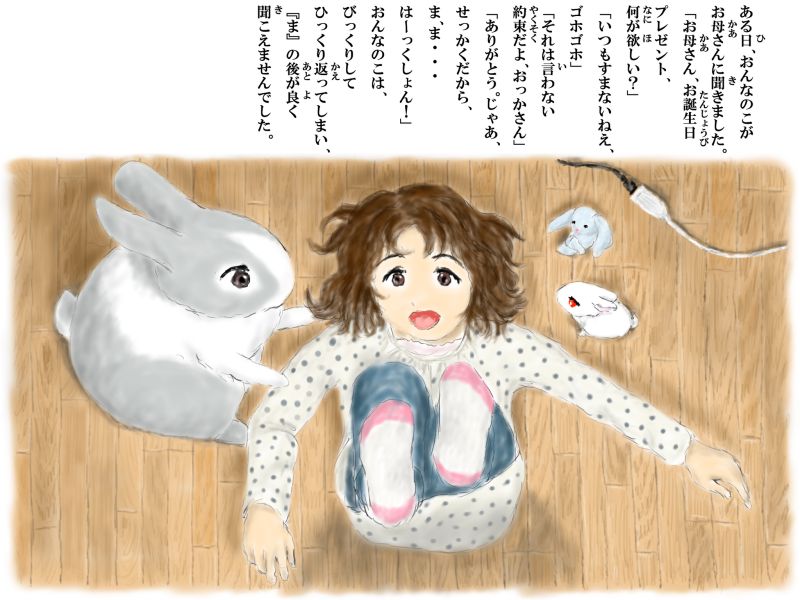 ある日、おんなのこが
お母さんに聞きました。
「お母さん、お誕生日
プレゼント、
何が欲しい？」
「いつもすまないねえ、
ゴホゴホ」
「それは言わない
約束だよ、おっかさん」
「ありがとう。じゃあ、
せっかくだから、
ま、ま・・・
はーっくしょん！」
おんなのこは、
びっくりして
ひっくり返ってしまい、
『ま』の後が良く
聞こえませんでした。